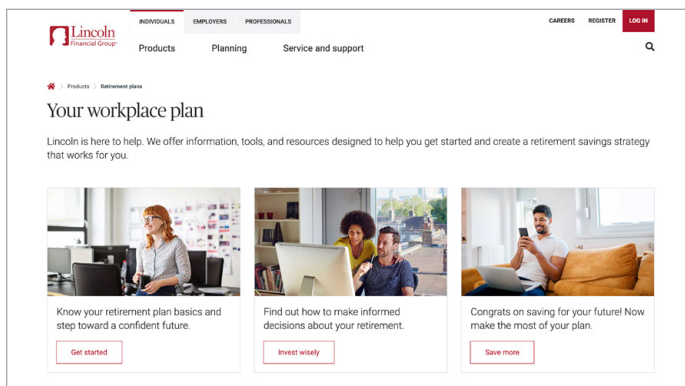 INDIVIDUALS EMPLOYERS PROFESSIONALS CAREERS REGISTER LOG IN
Lincoln
Financial Group®
Products Planning Service and support
Products > Retirement plans
Your workplace plan
Lincoln is here to help. We offer information, tools, and resources designed to help you get started and create a retirement savings strategy
that works for you.
Know your retirement plan basics and
step toward a confident future.
Get started
Find out how to make informed
decisions about your retirement.
Invest wisely
Congrats on saving for your future! Now
make the most of your plan.
Save more